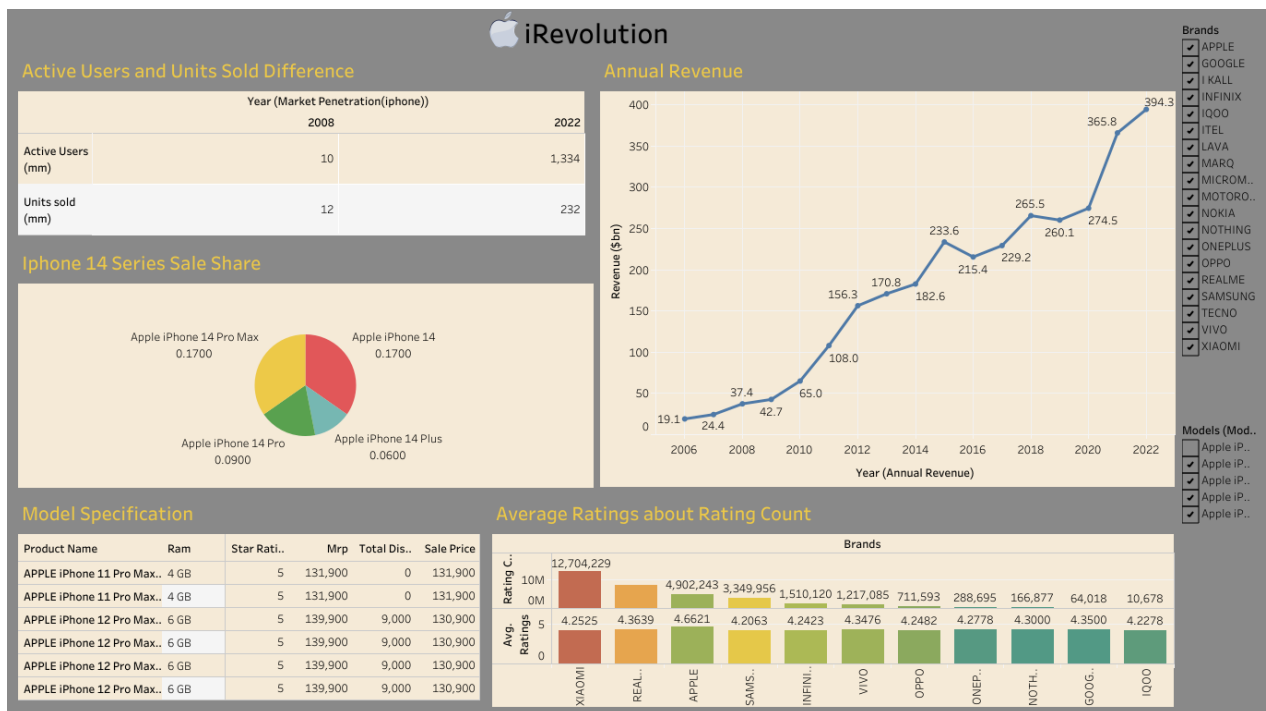 iRevolution
Active Users and Units Sold Difference
Year (Market Penetration(iphone))
2008 2022
Active Users
(mm)
10 1,334
Units sold
(mm)
12 232
Iphone 14 Series Sale Share
Apple iPhone 14 Pro Max
0.1700
Apple iPhone 14
0.1700
Apple iPhone 14 Pro
0.0900
Apple iPhone 14 Plus
0.0600
Annual Revenue
Revenue ($bn)
400
350
300
250
200
150
100
50
0
19.1
24.4
37.4
42.7
65.0
108.0
156.3
170.8
182.6
233.6
215.4
229.2
265.5
260.1
274.5
365.8
394.3
2006 2008 2010 2012 2014 2016 2018 2020 2022
Year (Annual Revenue)
Model Specification
Product Name Ram Star Rati.. Mrp Total Dis.. Sale Price
APPLE iPhone 11 Pro Max.. 4 GB 5 131,900 0 131,900
APPLE iPhone 11 Pro Max.. 4 GB 5 131,900 0 131,900
APPLE iPhone 12 Pro Max.. 6 GB 5 139,900 9,000 130,900
APPLE iPhone 12 Pro Max.. 6 GB 5 139,900 9,000 130,900
APPLE iPhone 12 Pro Max.. 6 GB 5 139,900 9,000 130,900
APPLE iPhone 12 Pro Max.. 6 GB 5 139,900 9,000 130,900
Average Ratings about Rating Count
Brands
Rating C..
10M
0M
12,704,229 4,902,243 3,349,956 1,510,120 1,217,085 711,593 288,695 166,877 64,018 10,678
Avg.
Ratings
5
0
4.2525 4.3639 4.6621 4.2063 4.2423 4.3476 4.2482 4.2778 4.3000 4.3500 4.2278
XIAOMI REAL.. APPLE SAMS.. INFINI.. VIVO OPPO ONEP.. NOTH.. GOOG.. IQOO
Brands
APPLE
GOOGLE
I KALL
INFINIX
IQOO
ITEL
LAVA
MARQ
MICROM..
MOTORO..
NOKIA
NOTHING
ONEPLUS
OPPO
REALME
SAMSUNG
TECNO
VIVO
XIAOMI
Models (Mod..
Apple iP..
Apple iP..
Apple iP..
Apple iP..
Apple iP..